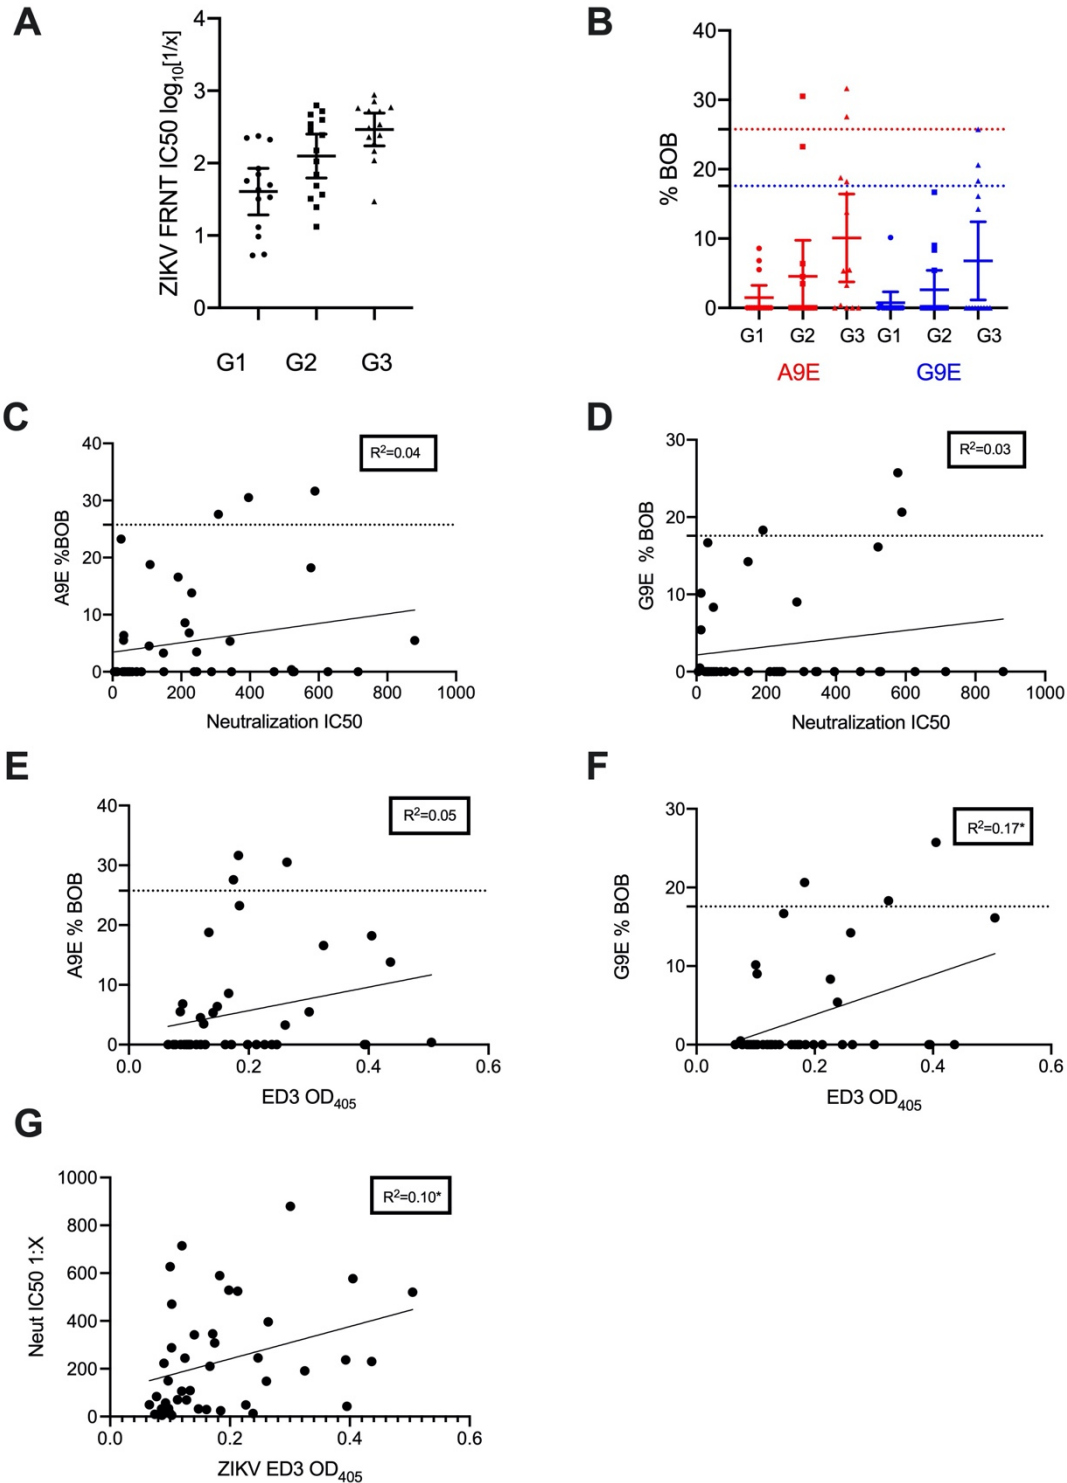 A
ZIKV FRNT IC50 log10[1/x]
4
3
2
1
0
G1 G2 G3
B
% BOB
40
30
20
10
0
G1 G2 G3 G1 G2 G3
A9E G9E
C
A9E %BOB
40
30
20
10
0
R2=0.04
0 200 400 600 800 1000
Neutralization IC50
D
G9E % BOB
30
20
10
0
R2=0.03
0 200 400 600 800 1000
Neutralization IC50
E
A9E % BOB
40
30
20
10
0
R2=0.05
0.0 0.2 0.4 0.6
ED3 OD405
F
G9E % BOB
30
20
10
0
R2=0.17*
0.0 0.2 0.4 0.6
ED3 OD405
G
Neut IC50 1:X
1000
800
600
400
200
0
R2=0.10*
0.0 0.2 0.4 0.6
ZIKV ED3 OD405